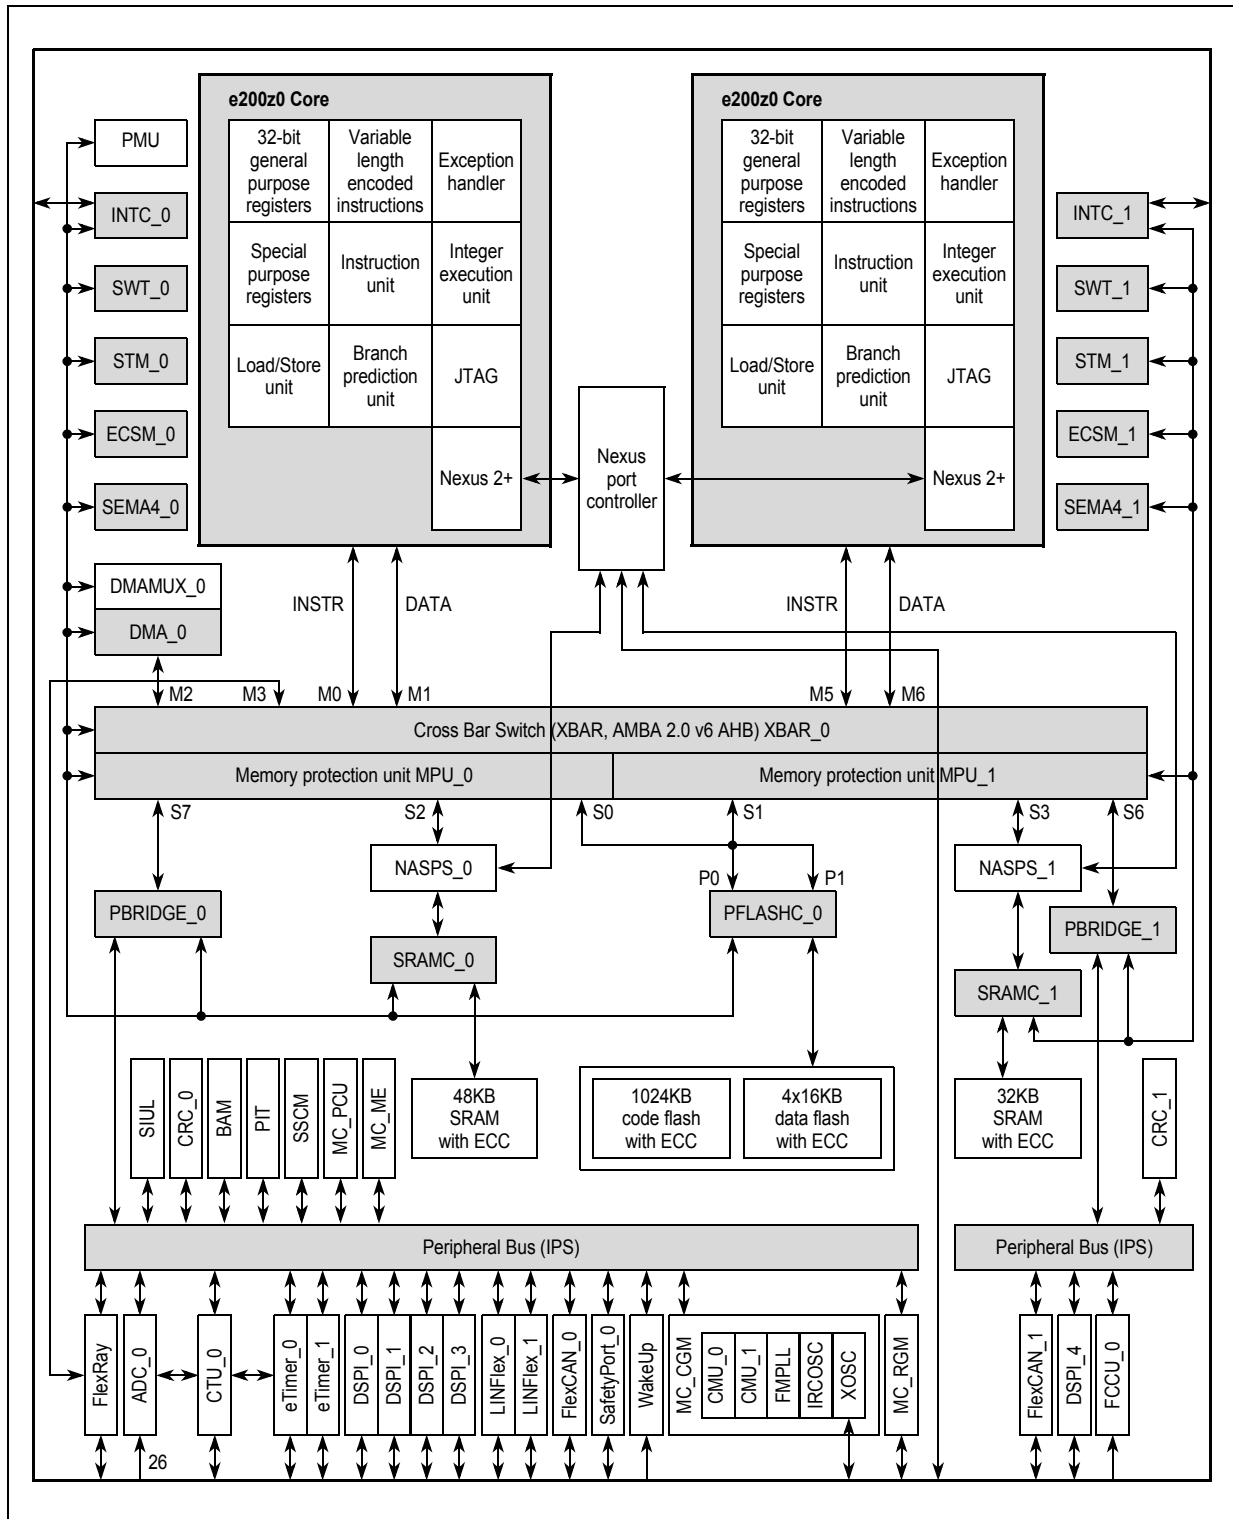 e200z0 Core
e200z0 Core
PMU
32-bit
general
purpose
registers
Variable
length
encoded
instructions
Exception
handler
32-bit
general
purpose
registers
Variable
length
encoded
instructions
Exception
handler
INTC_0
INTC_1
Special
purpose
registers
Instruction
unit
Integer
execution
unit
Special
purpose
registers
Instruction
unit
Integer
execution
unit
SWT_0
SWT_1
STM_0
Load/Store
unit
Branch
prediction
unit
JTAG
Load/Store
unit
Branch
prediction
unit
JTAG
STM_1
ECSM_0
ECSM_1
Nexus 2+
Nexus
port
controller
Nexus 2+
SEMA4_0
SEMA4_1
DMAMUX_0
DMA_0
INSTR
DATA
INSTR
DATA
M2
M3
M0
M1
M5
M6
Cross Bar Switch (XBAR, AMBA 2.0 v6 AHB) XBAR_0
Memory protection unit MPU_0
Memory protection unit MPU_1
S7
S2
S0
S1
S3
S6
NASPS_0
NASPS_1
P0
P1
PBRIDGE_0
PFLASHC_0
PBRIDGE_1
SRAMC_0
SRAMC_1
SIUL
CRC_0
BAM
PIT
SSCM
MC_PCU
MC_ME
48KB
SRAM
with ECC
1024KB
code flash
with ECC
4x16KB
data flash
with ECC
32KB
SRAM
with ECC
CRC_1
Peripheral Bus (IPS)
Peripheral Bus (IPS)
FlexRay
ADC_0
CTU_0
eTimer_0
eTimer_1
DSPI_0
DSPI_1
DSPI_2
DSPI_3
LINFlex_0
LINFlex_1
FlexCAN_0
SafetyPort_0
WakeUp
MC_CGM
CMU_0
CMU_1
FMPLL
IRCOSC
XOSC
MC_RGM
FlexCAN_1
DSPI_4
FCCU_0
26